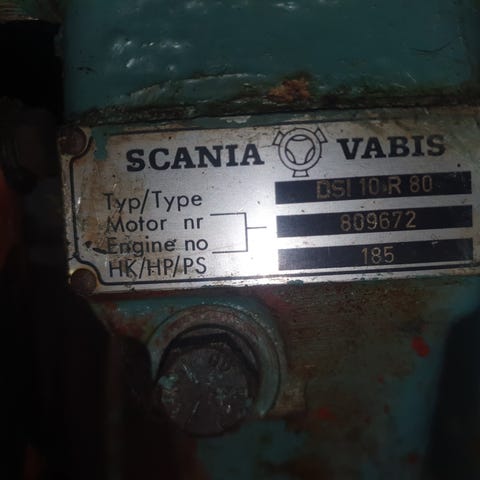 SCANIA VABIS
Typ/Type DSI 10 R 80
Motor nr
Engine no 809672
HK/HP/PS 185